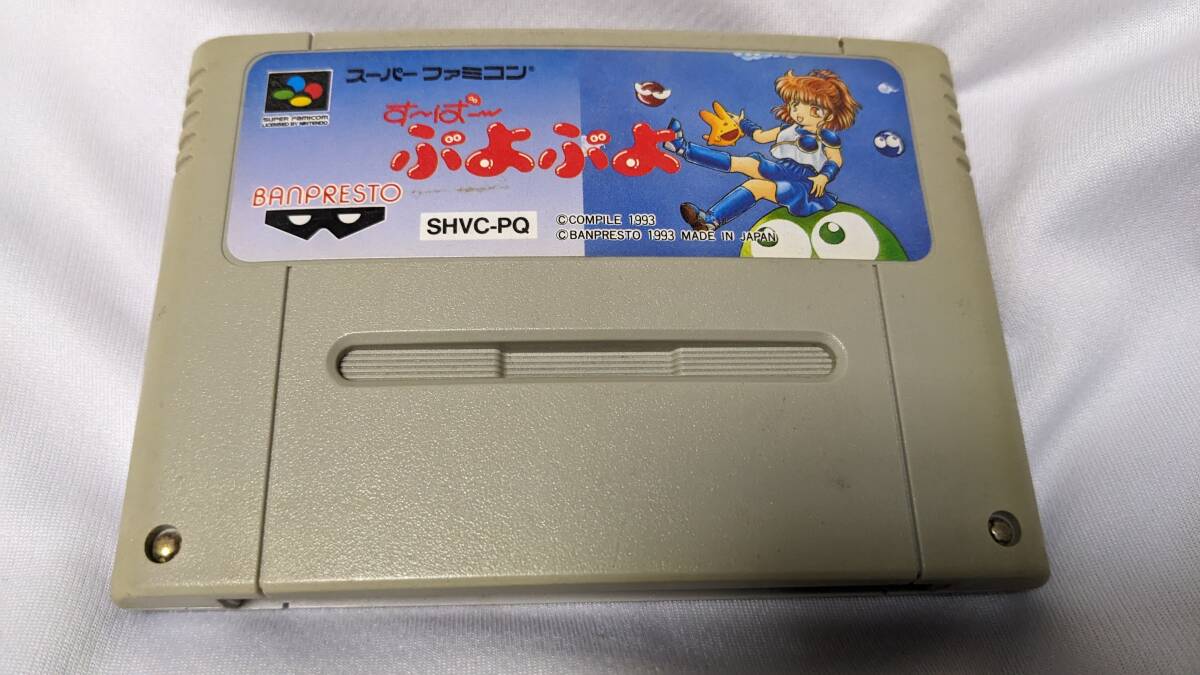 スーパーファミコン
SUPER FAMICOM
LICENSED BY NINTENDO
す〜ぱ〜
ぷよぷよ
BANPRESTO
SHVC-PQ
©COMPILE 1993
©BANPRESTO 1993 MADE IN JAPAN